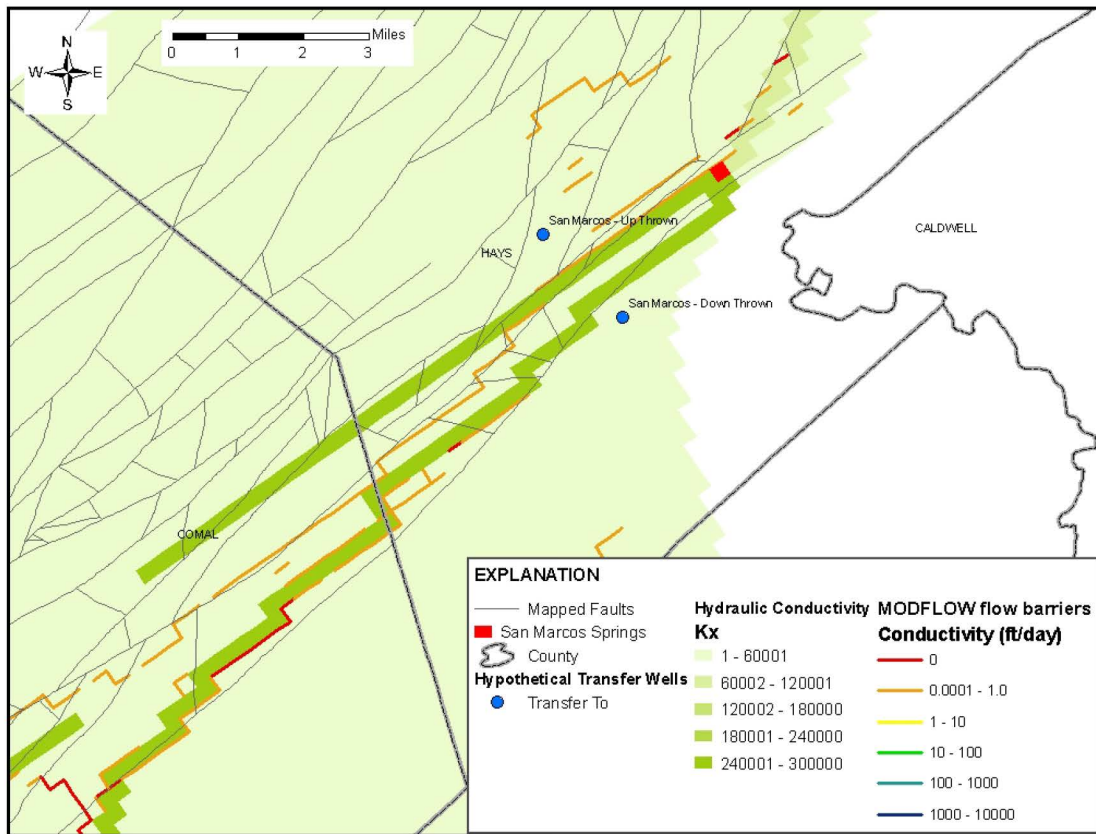 N
W E
S
Miles
0 1 2 3
San Marcos - Up Thrown
HAYS
CALDWELL
San Marcos - Down Thrown
COMAL
EXPLANATION
Mapped Faults
San Marcos Springs
County
Hypothetical Transfer Wells
Transfer To
Hydraulic Conductivity
Kx
1 - 60001
60002 - 120001
120002 - 180000
180001 - 240000
240001 - 300000
MODFLOW flow barriers
Conductivity (ft/day)
0
0.0001 - 1.0
1 - 10
10 - 100
100 - 1000
1000 - 10000